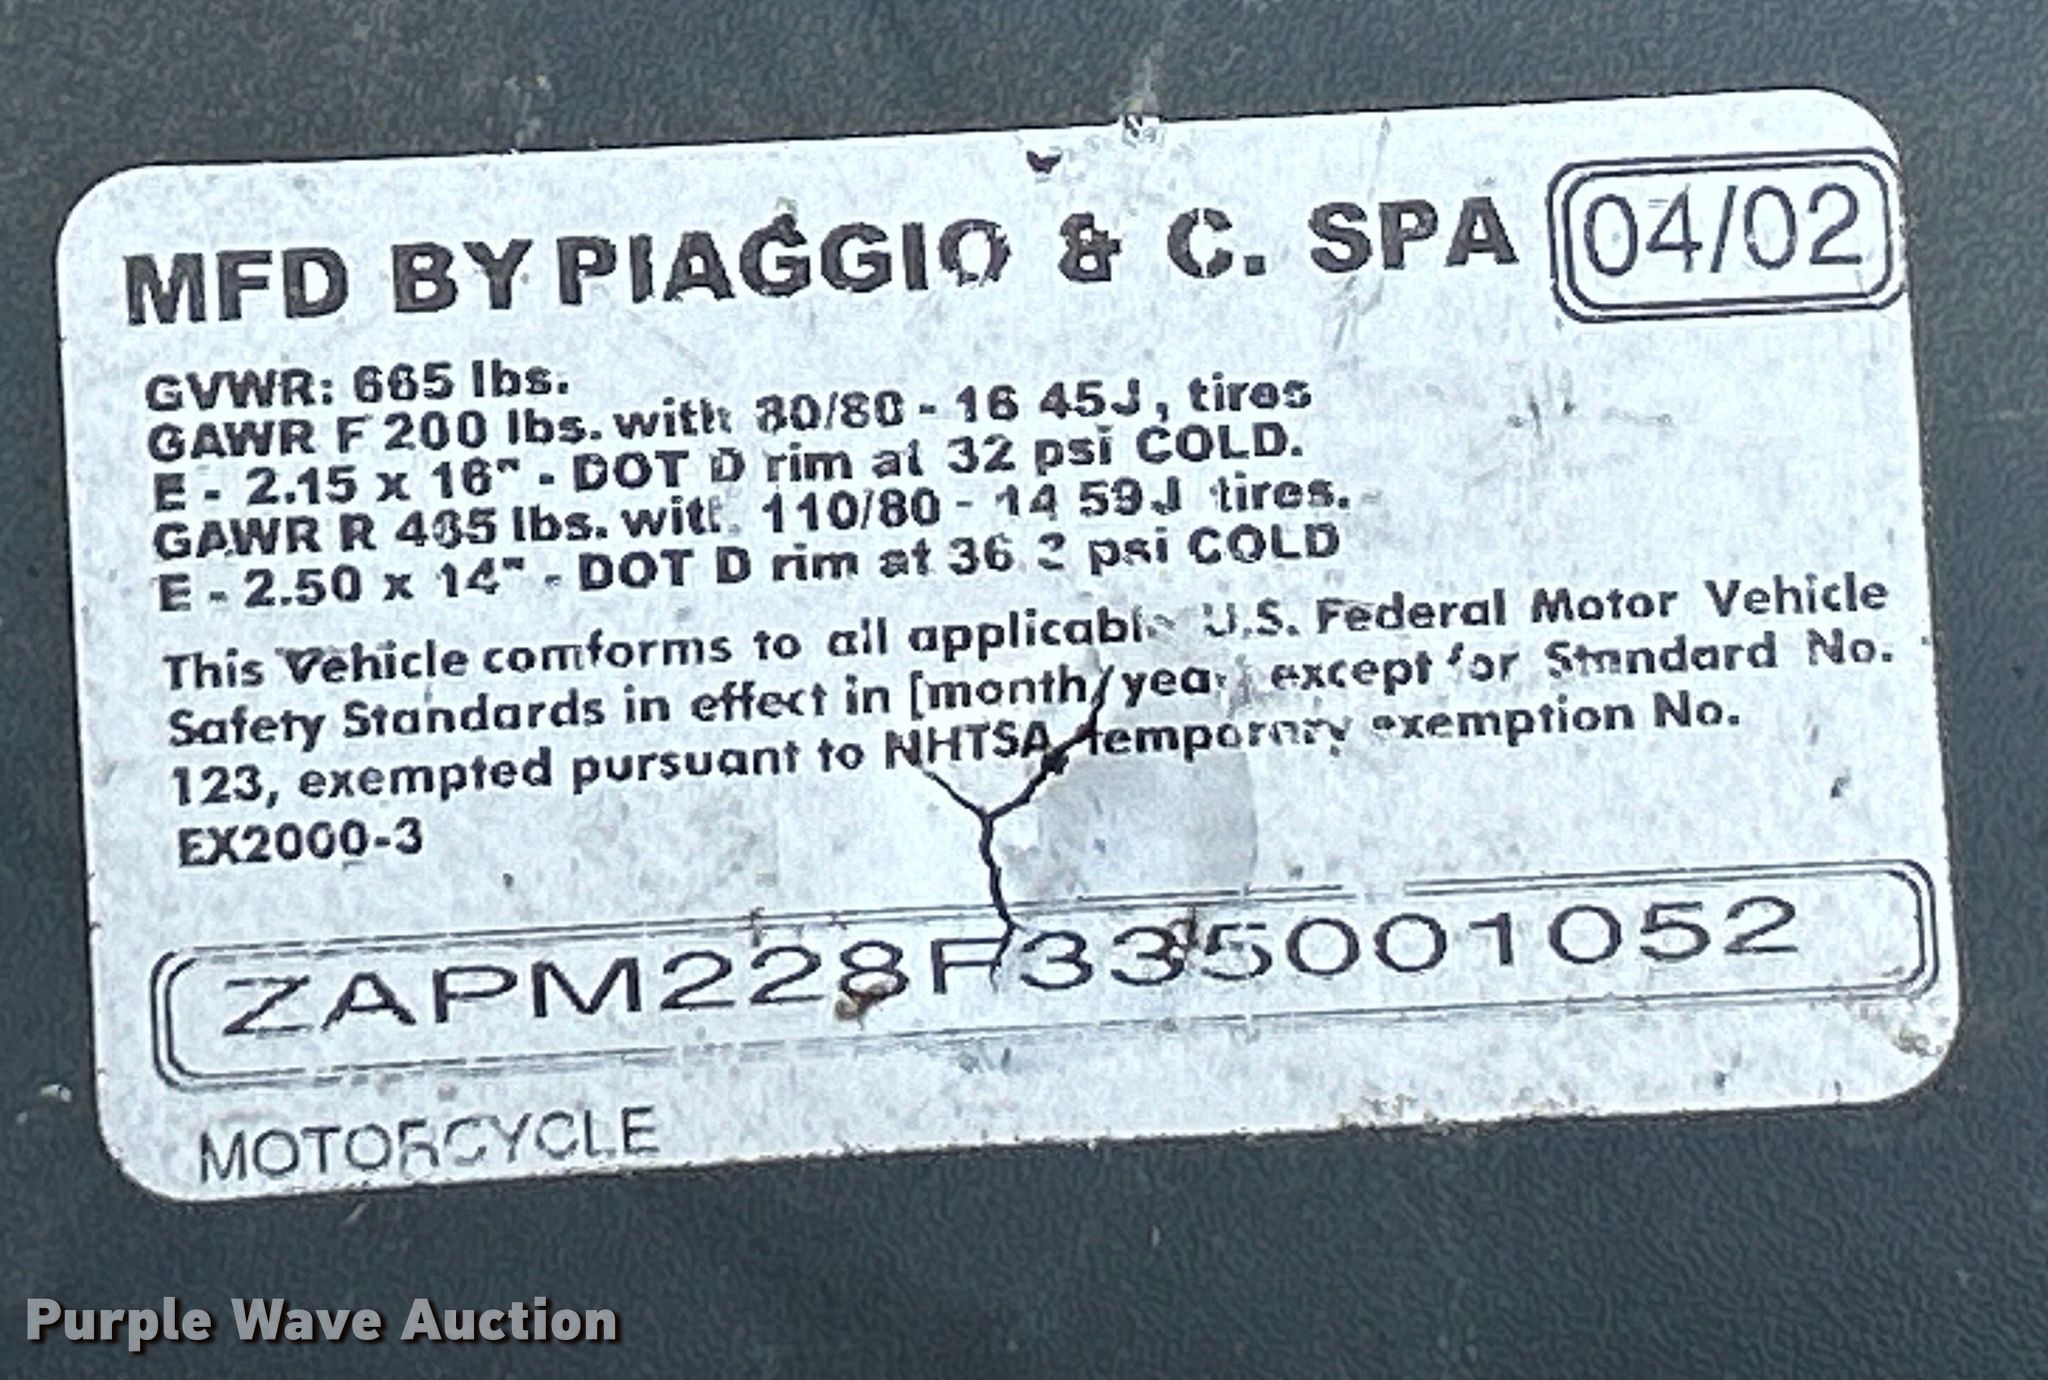 MFD BY PIAGGIO & C. SPA 04/02
GVWR: 665 lbs.
GAWR F 200 lbs. with 80/80 - 16 45J, tires
E - 2.15 x 16" - DOT D rim at 32 psi COLD.
GAWR R 465 lbs. with 110/80 - 14 59J tires.
E - 2.50 x 14" - DOT D rim at 36.2 psi COLD
This Vehicle comforms to all applicable U.S. Federal Motor Vehicle
Safety Standards in effect in [month/year] except for Standard No.
123, exempted pursuant to NHTSA, temporary exemption No.
EX2000-3
ZAPM228F335001052
MOTORCYCLE
Purple Wave Auction